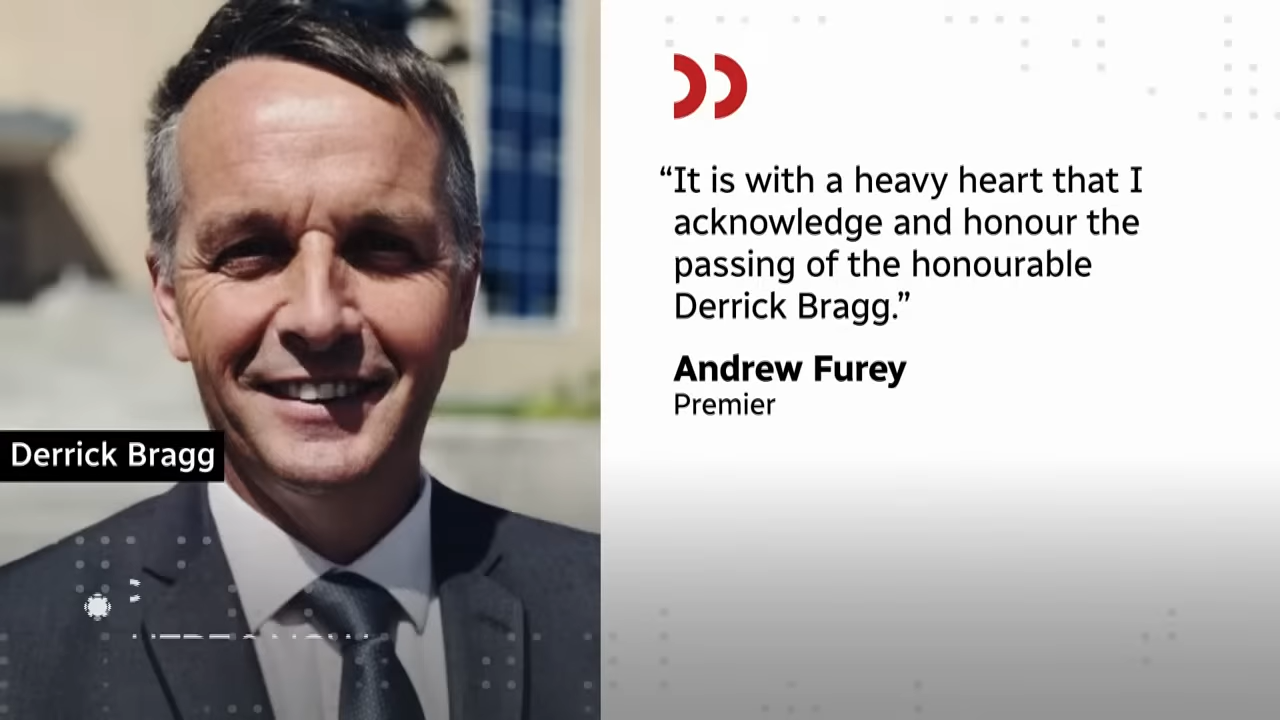 “It is with a heavy heart that I
acknowledge and honour the
passing of the honourable
Derrick Bragg.”
Andrew Furey
Premier
Derrick Bragg